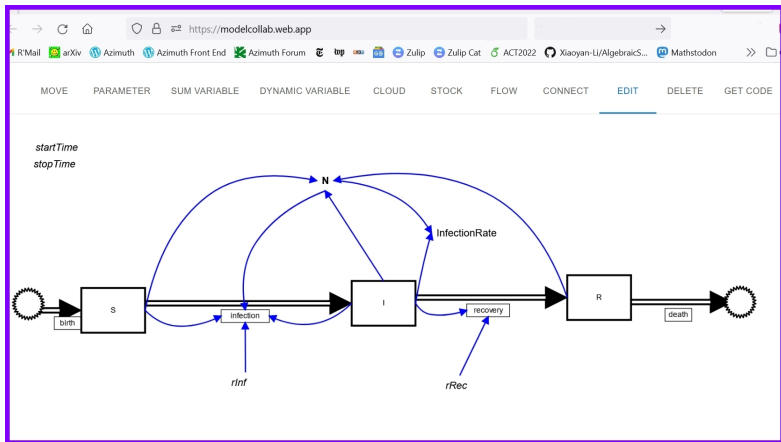 https://modelcollab.web.app
R'Mail arXiv Azimuth Azimuth Front End Azimuth Forum Zulip Zulip Cat ACT2022 Xiaoyan-Li/AlgebraicS... Mathstodon
MOVE PARAMETER SUM VARIABLE DYNAMIC VARIABLE CLOUD STOCK FLOW CONNECT EDIT DELETE GET CODE
startTime
stopTime
N
InfectionRate
S
I
R
birth
infection
recovery
death
rInf
rRec